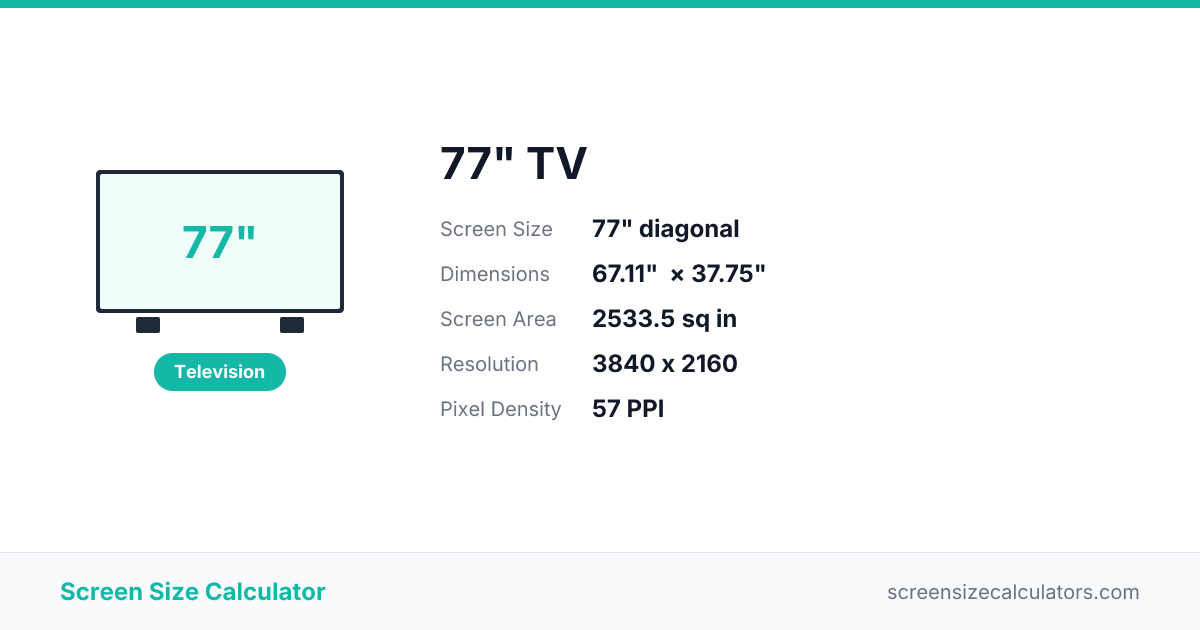 77"
Television
77" TV
Screen Size 77" diagonal
Dimensions 67.11" × 37.75"
Screen Area 2533.5 sq in
Resolution 3840 x 2160
Pixel Density 57 PPI
Screen Size Calculator
screensizecalculators.com